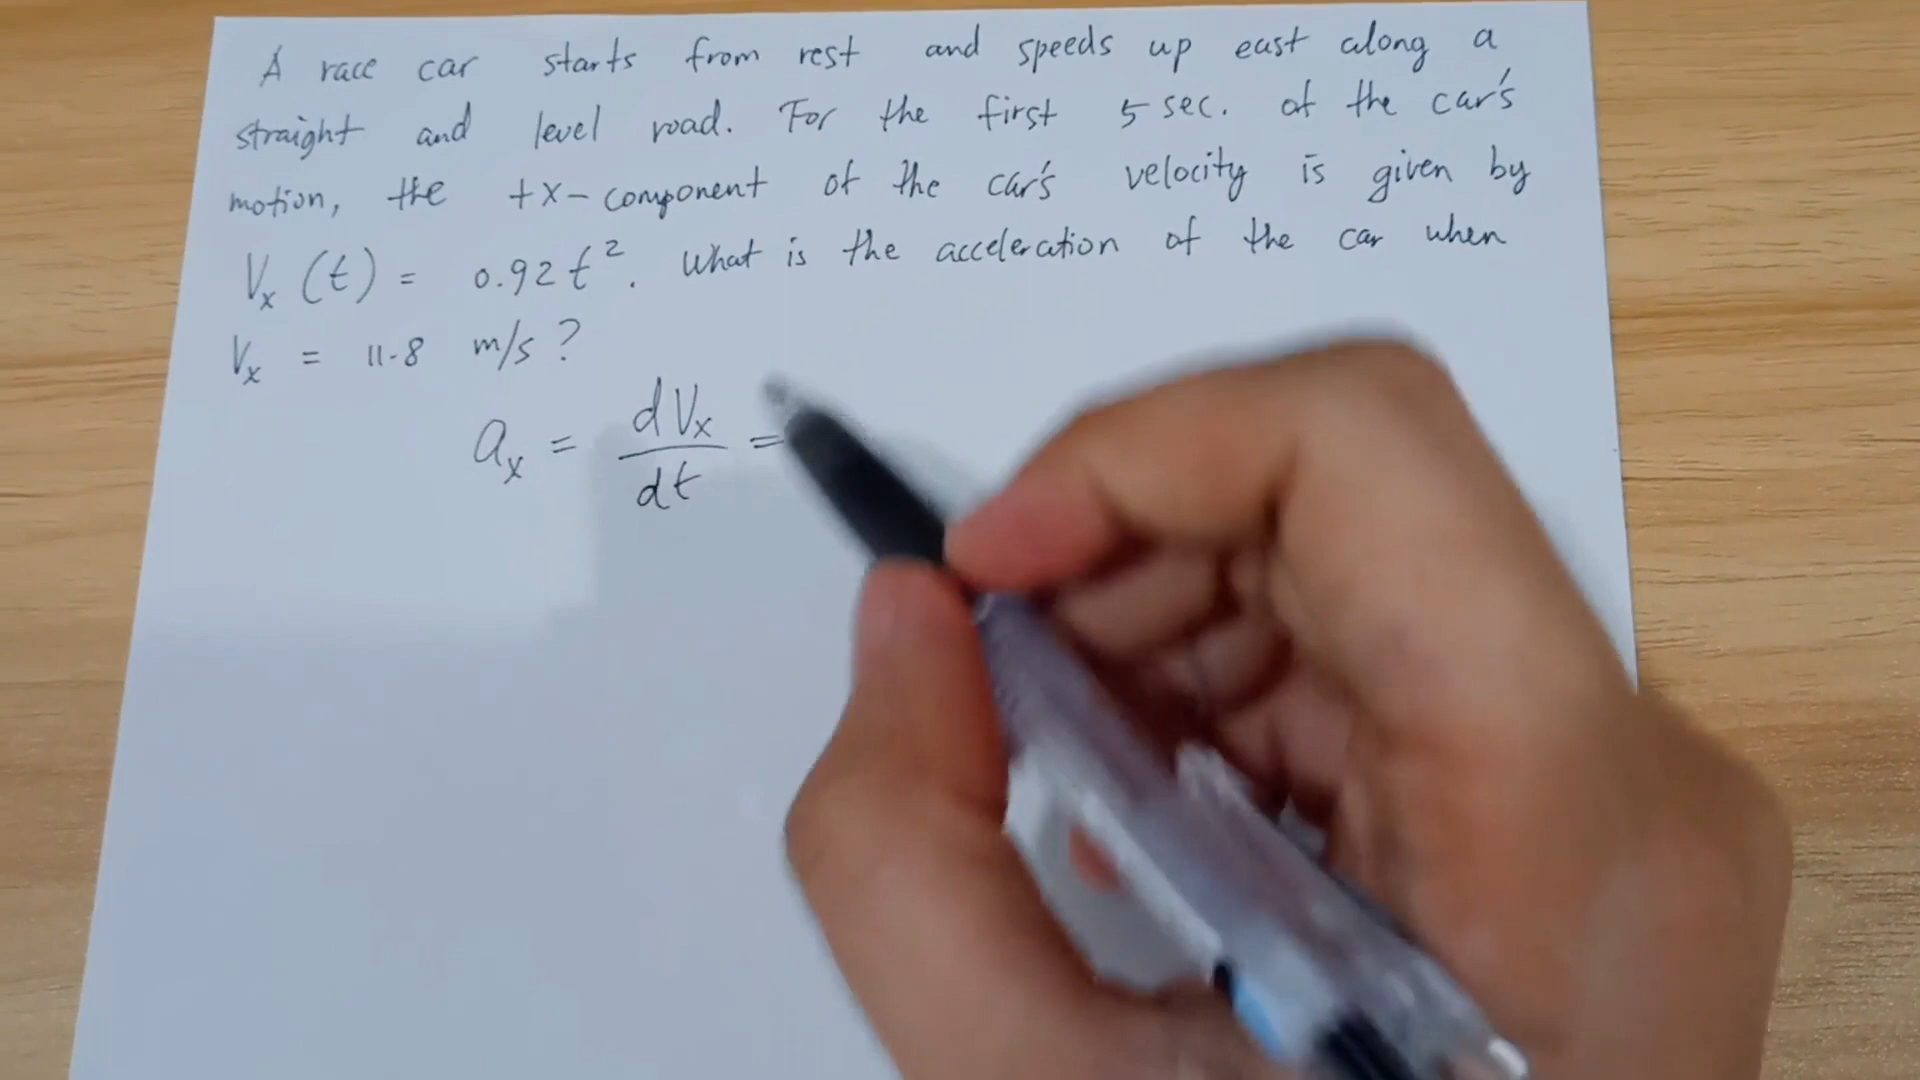 A race car starts from rest and speeds up east along a
straight and level road. For the first 5 sec. of the car's
motion, the +x-component of the car's velocity is given by
Vx (t) = 0.92 t². What is the acceleration of the car when
Vx = 11.8 m/s ?
ax = dVx/dt =